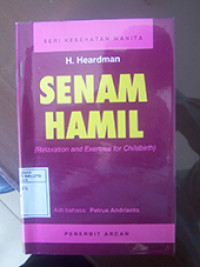 SERI KESEHATAN WANITA
H. Heardman
SENAM
HAMIL
(Relaxation and Exercise for Childbirth)
Alih bahasa: Petrus Andrianto
PENERBIT ARCAN